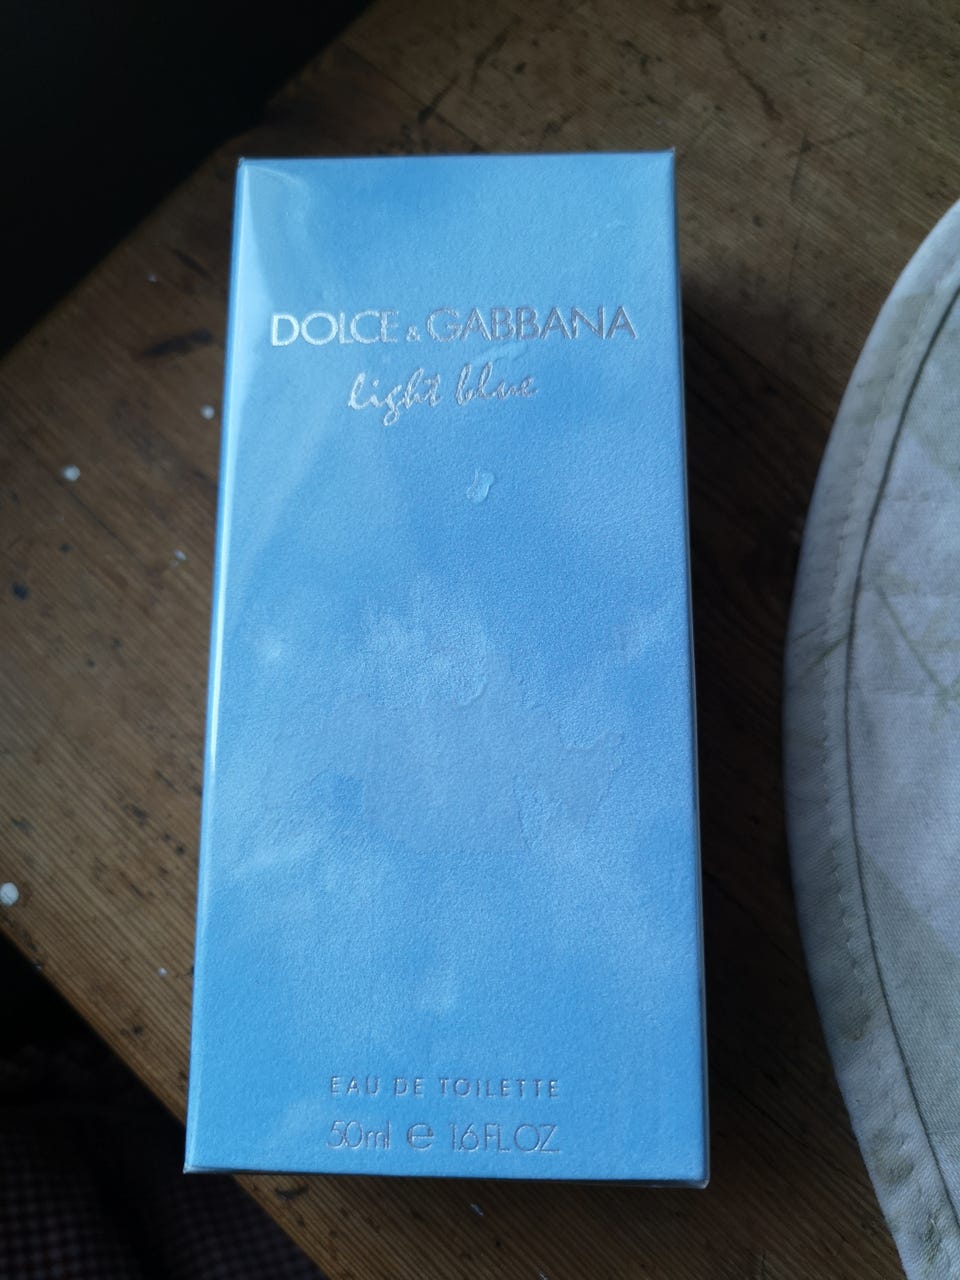 DOLCE & GABBANA
light blue
EAU DE TOILETTE
50ml e 1.6 FL.OZ